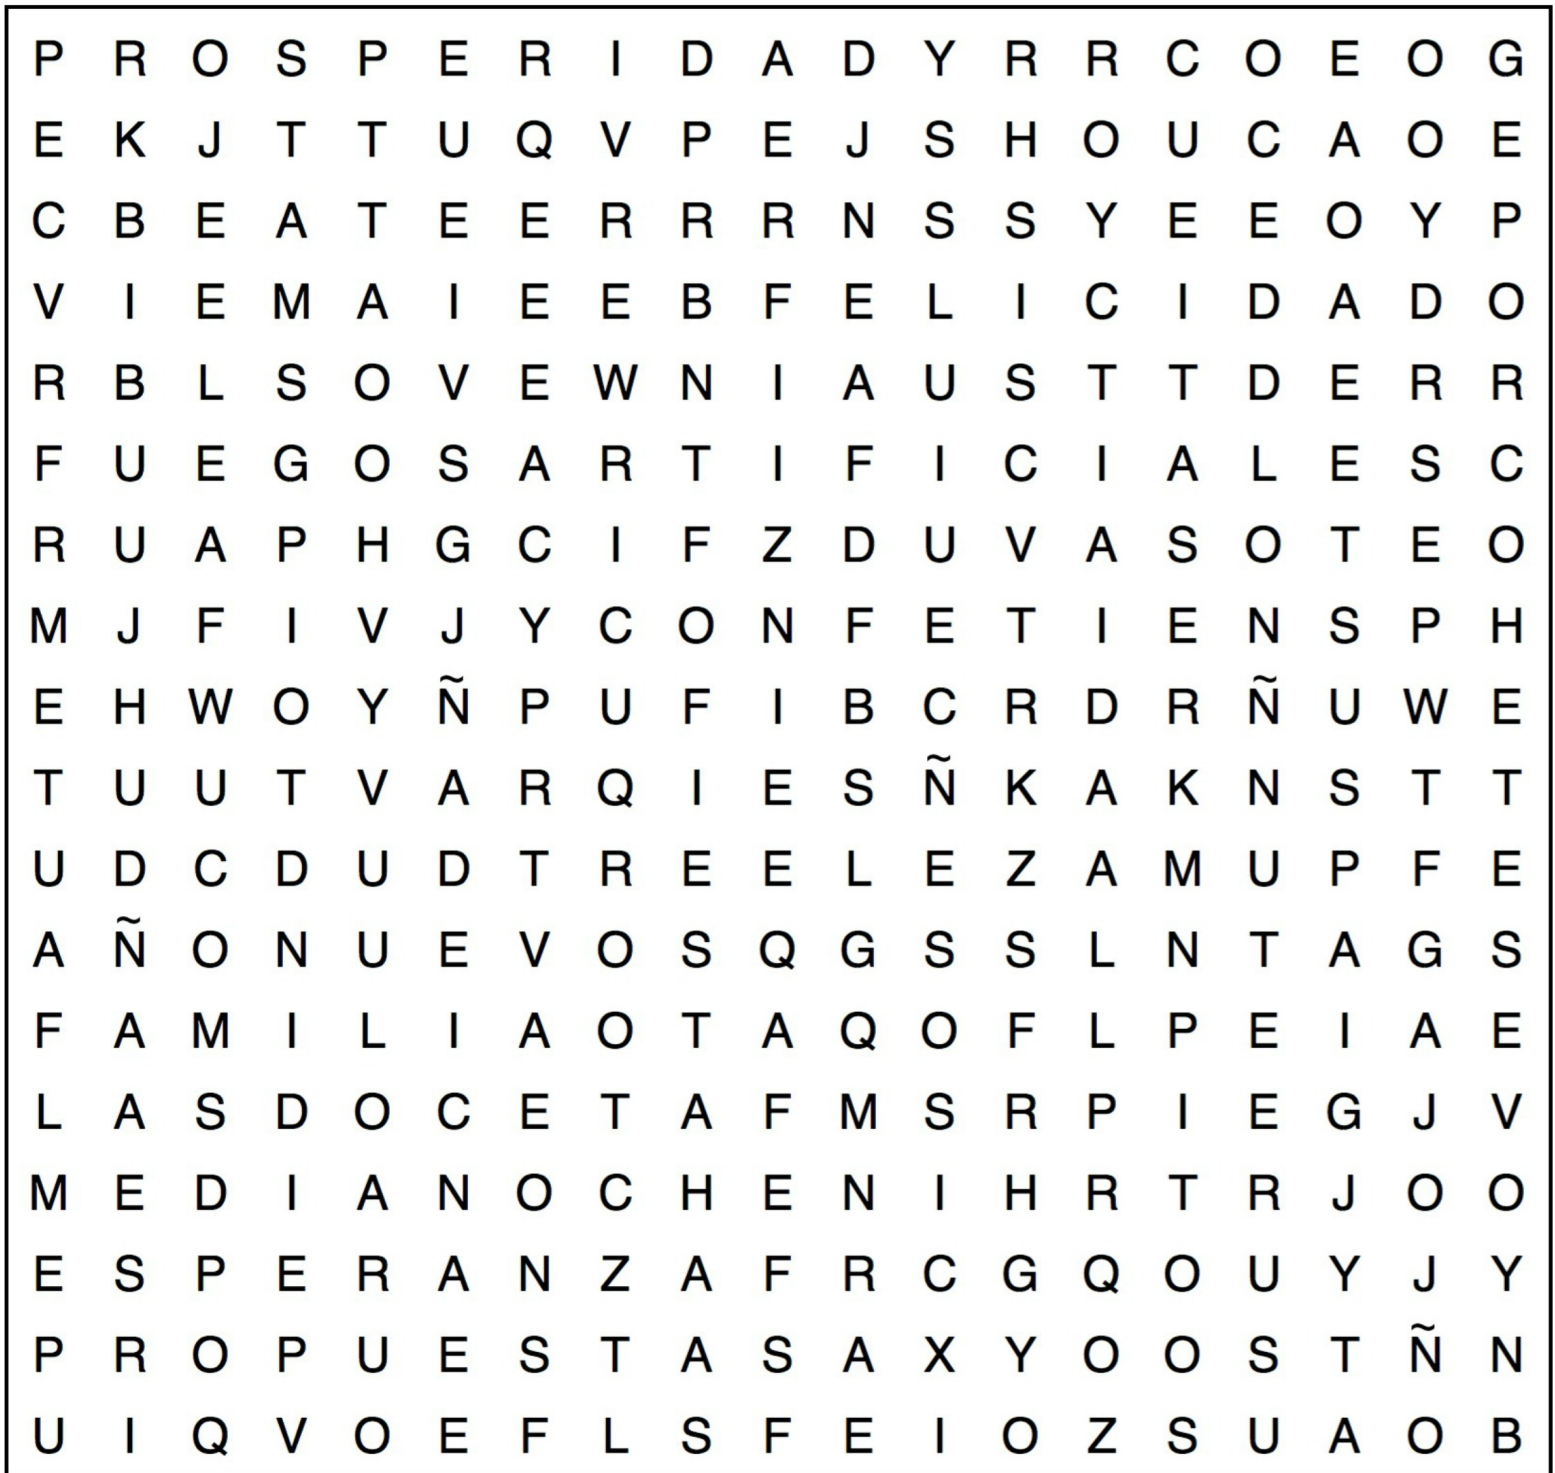 P R O S P E R I D A D Y R R C O E O G
E K J T T U Q V P E J S H O U C A O E
C B E A T E E R R R N S S Y E E O Y P
V I E M A I E E B F E L I C I D A D O
R B L S O V E W N I A U S T T D E R R
F U E G O S A R T I F I C I A L E S C
R U A P H G C I F Z D U V A S O T E O
M J F I V J Y C O N F E T I E N S P H
E H W O Y Ñ P U F I B C R D R Ñ U W E
T U U T V A R Q I E S Ñ K A K N S T T
U D C D U D T R E E L E Z A M U P F E
A Ñ O N U E V O S Q G S S L N T A G S
F A M I L I A O T A Q O F L P E I A E
L A S D O C E T A F M S R P I E G J V
M E D I A N O C H E N I H R T R J O O
E S P E R A N Z A F R C G Q O U Y J Y
P R O P U E S T A S A X Y O O S T Ñ N
U I Q V O E F L S F E I O Z S U A O B